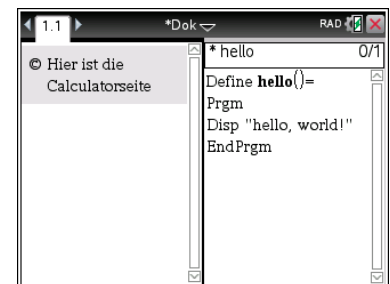 1.1 *Dok RAD
© Hier ist die
Calculatorseite
* hello 0/1
Define hello()=
Prgm
Disp "hello, world!"
EndPrgm